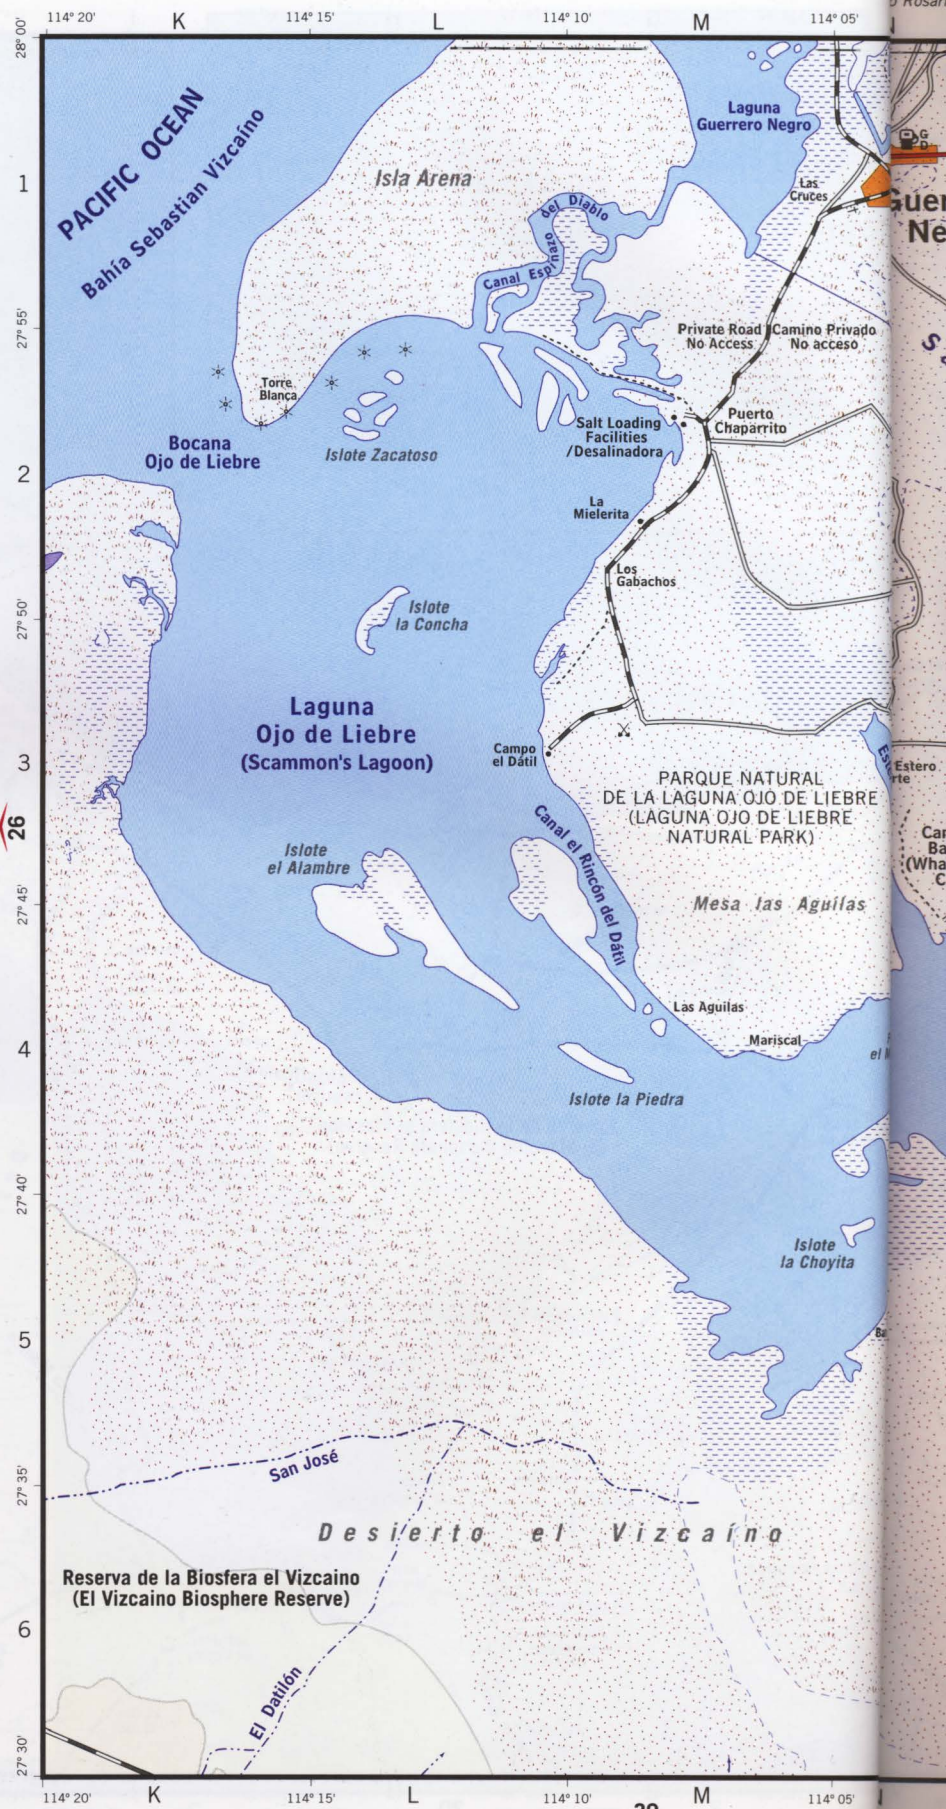 114° 20'
K
114° 15'
L
114° 10'
M
114° 05'
28° 00'
PACIFIC OCEAN
Bahía Sebastian Vizcaíno
Laguna
Guerrero Negro
G
D
1
Isla Arena
Las
Cruces
Canal Espinazo del Diablo
27° 55'
Private Road
No Access
Camino Privado
No acceso
Torre
Blanca
Bocana
Ojo de Liebre
Islote Zacatoso
Salt Loading
Facilities
/Desalinadora
Puerto
Chaparrito
2
La
Mielerita
Los
Gabachos
27° 50'
Islote
la Concha
Laguna
Ojo de Liebre
(Scammon's Lagoon)
Campo
el Dátil
3
PARQUE NATURAL
DE LA LAGUNA OJO DE LIEBRE
(LAGUNA OJO DE LIEBRE
NATURAL PARK)
Estero
26
Islote
el Alambre
Canal el Rincón del Dátil
27° 45'
Mesa las Aguilas
Las Aguilas
Mariscal
4
Islote la Piedra
27° 40'
Islote
la Choyita
5
San José
27° 35'
Desierto el Vizcaíno
Reserva de la Biosfera el Vizcaino
(El Vizcaino Biosphere Reserve)
6
El Datilón
27° 30'
114° 20'
K
114° 15'
L
114° 10'
M
114° 05'